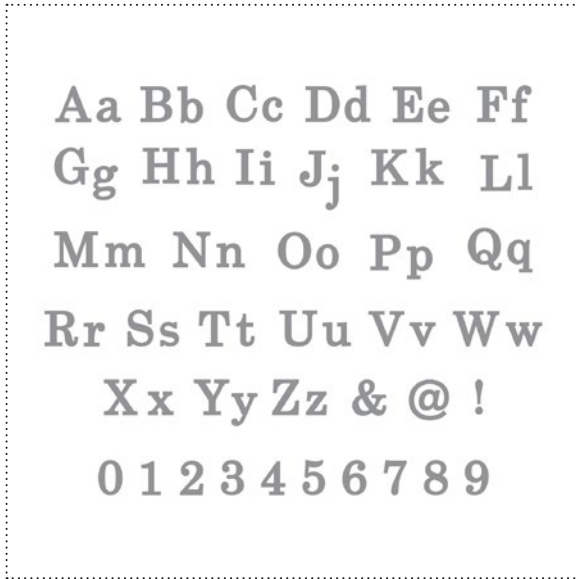 Aa Bb Cc Dd Ee Ff
Gg Hh Ii Jj Kk Ll
Mm Nn Oo Pp Qq
Rr Ss Tt Uu Vv Ww
Xx Yy Zz & @ !
0 1 2 3 4 5 6 7 8 9